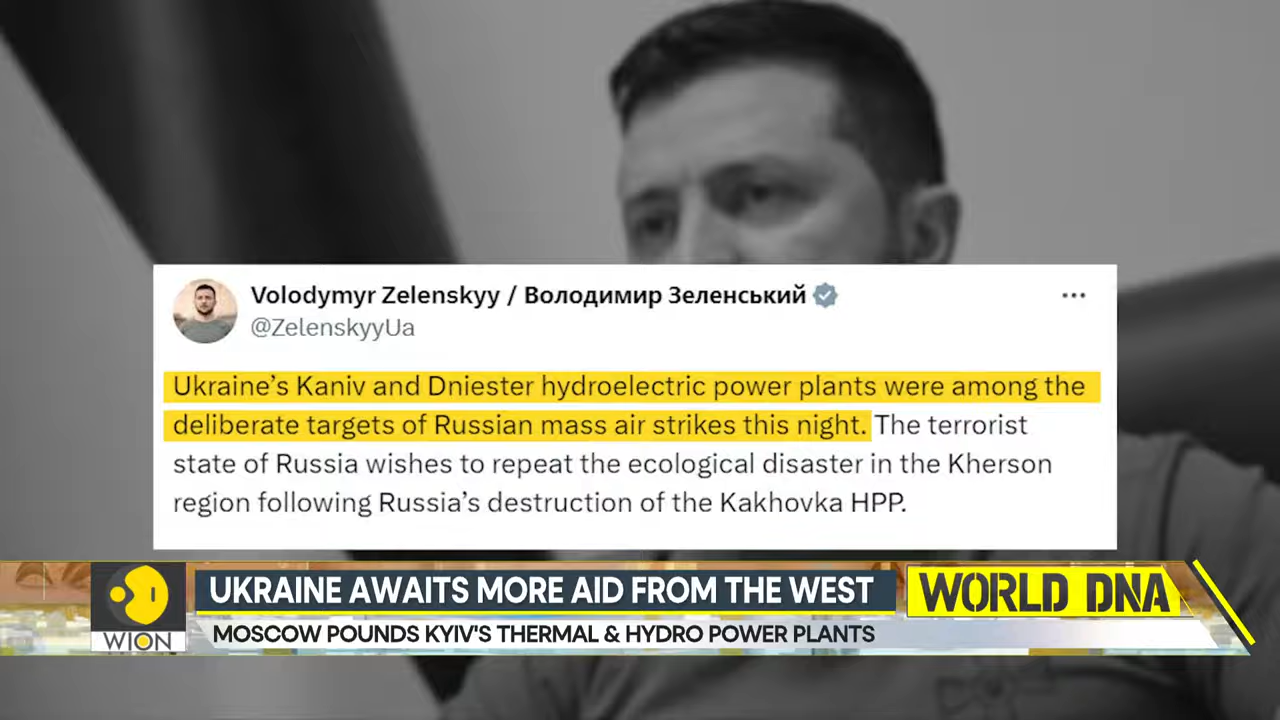 Volodymyr Zelenskyy / Володимир Зеленський
@ZelenskyyUa
Ukraine’s Kaniv and Dniester hydroelectric power plants were among the
deliberate targets of Russian mass air strikes this night. The terrorist
state of Russia wishes to repeat the ecological disaster in the Kherson
region following Russia’s destruction of the Kakhovka HPP.
UKRAINE AWAITS MORE AID FROM THE WEST
WORLD DNA
WION
MOSCOW POUNDS KYIV'S THERMAL & HYDRO POWER PLANTS